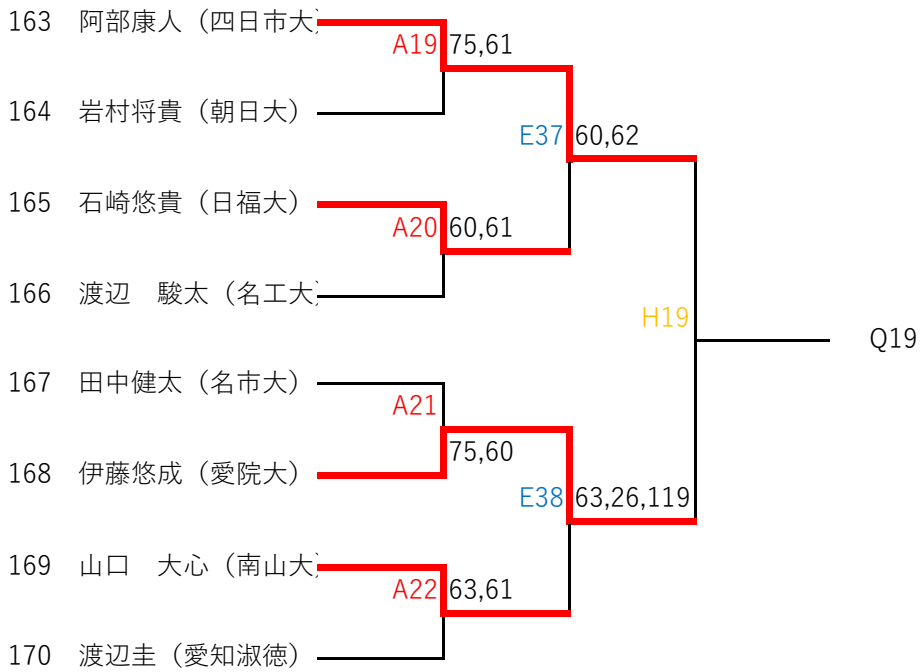 163 阿部康人（四日市大）
A19 75,61
164 岩村将貴（朝日大）
E37 60,62
165 石崎悠貴（日福大）
A20 60,61
166 渡辺　駿太（名工大）
H19
Q19
167 田中健太（名市大）
A21
75,60
168 伊藤悠成（愛院大）
E38 63,26,119
169 山口　大心（南山大）
A22 63,61
170 渡辺圭（愛知淑徳）